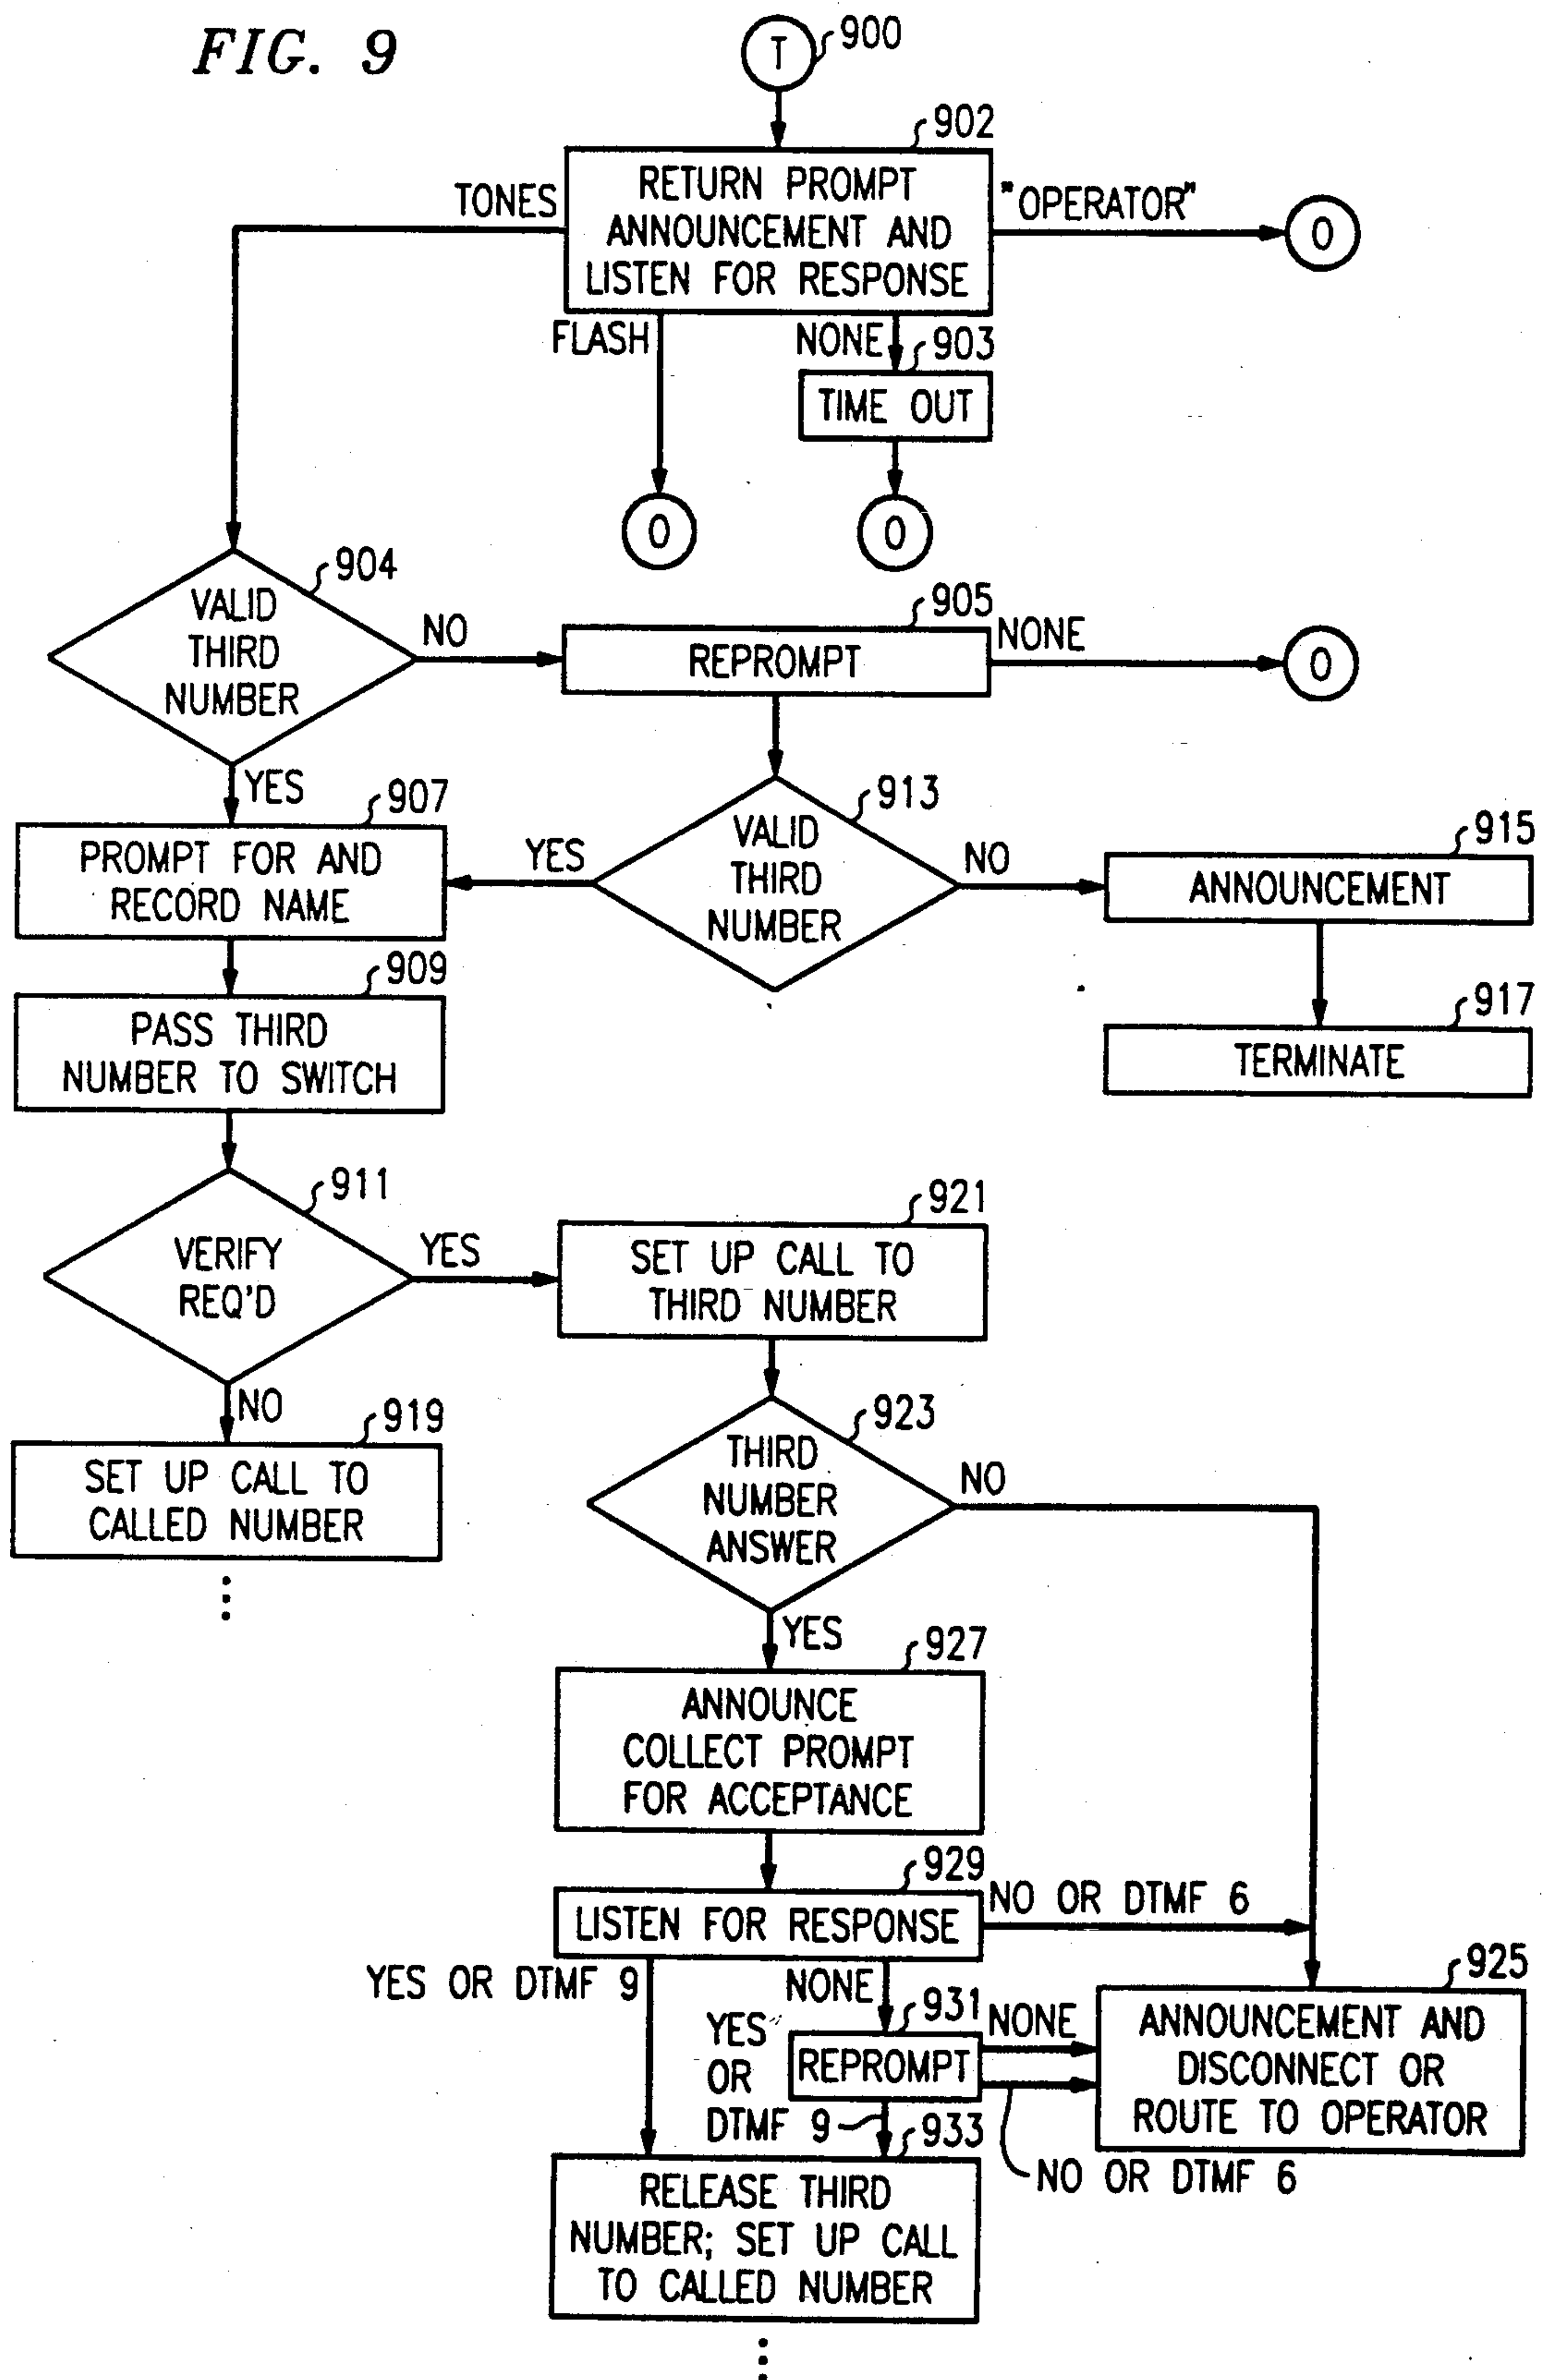 FIG. 9
T
900
902
RETURN PROMPT
ANNOUNCEMENT AND
LISTEN FOR RESPONSE
TONES
"OPERATOR"
O
FLASH
NONE
903
TIME OUT
O
O
904
VALID
THIRD
NUMBER
NO
905
REPROMPT
NONE
O
YES
907
PROMPT FOR AND
RECORD NAME
YES
913
VALID
THIRD
NUMBER
NO
915
ANNOUNCEMENT
909
PASS THIRD
NUMBER TO SWITCH
917
TERMINATE
911
VERIFY
REQ'D
YES
921
SET UP CALL TO
THIRD NUMBER
NO
919
SET UP CALL TO
CALLED NUMBER
923
THIRD
NUMBER
ANSWER
NO
YES
927
ANNOUNCE
COLLECT PROMPT
FOR ACCEPTANCE
929
LISTEN FOR RESPONSE
NO OR DTMF 6
YES OR DTMF 9
NONE
931
REPROMPT
NONE
YES
OR
DTMF 9
925
ANNOUNCEMENT AND
DISCONNECT OR
ROUTE TO OPERATOR
NO OR DTMF 6
933
RELEASE THIRD
NUMBER; SET UP CALL
TO CALLED NUMBER